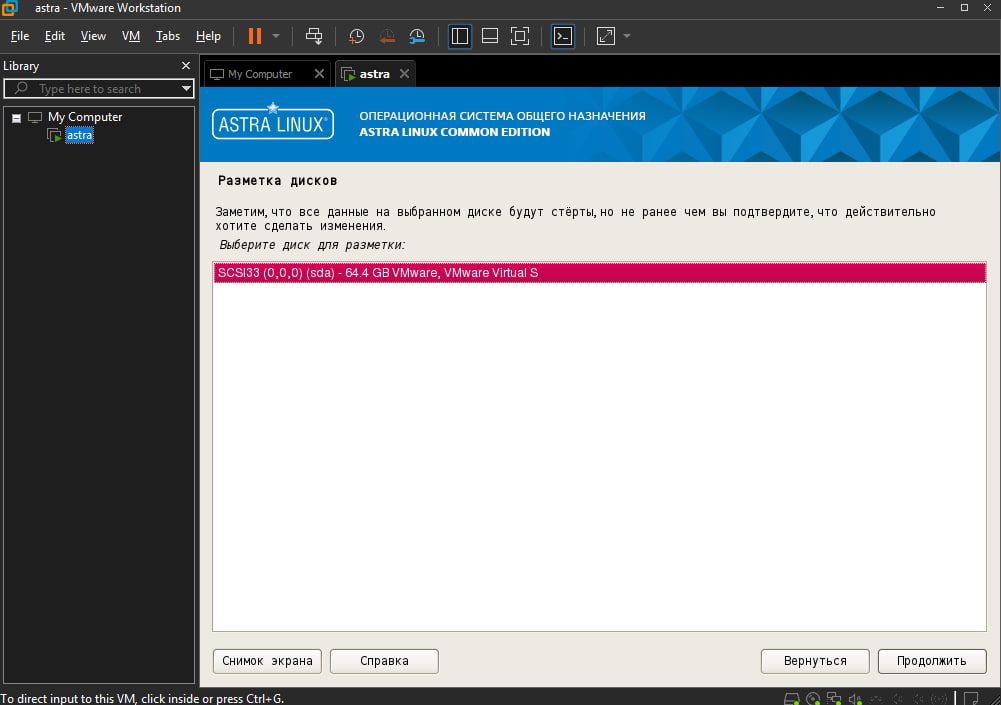 astra - VMware Workstation
File Edit View VM Tabs Help
Library
Type here to search
My Computer
astra
My Computer
astra
ASTRA LINUX®
ОПЕРАЦИОННАЯ СИСТЕМА ОБЩЕГО НАЗНАЧЕНИЯ
ASTRA LINUX COMMON EDITION
Разметка дисков
Заметим, что все данные на выбранном диске будут стёрты, но не ранее чем вы подтвердите, что действительно
хотите сделать изменения.
Выберите диск для разметки:
SCSI33 (0,0,0) (sda) - 64.4 GB VMware, VMware Virtual S
Снимок экрана
Справка
Вернуться
Продолжить
To direct input to this VM, click inside or press Ctrl+G.